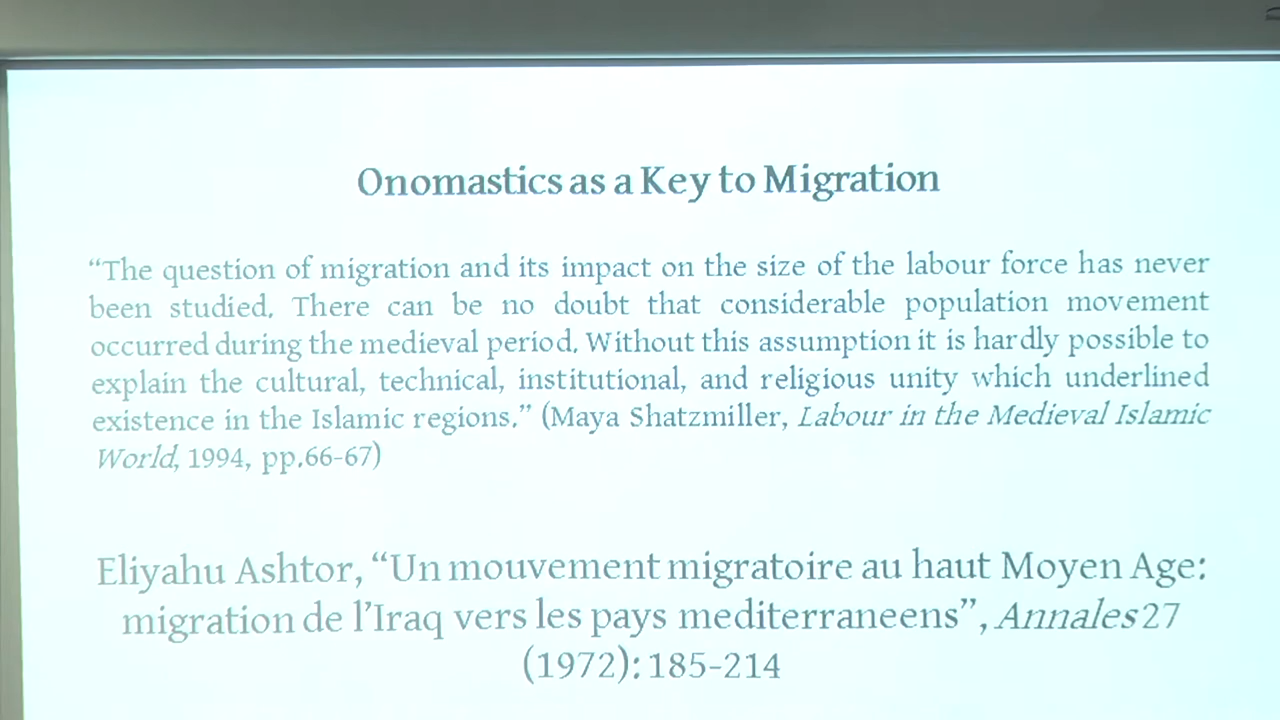 Onomastics as a Key to Migration
“The question of migration and its impact on the size of the labour force has never
been studied. There can be no doubt that considerable population movement
occurred during the medieval period. Without this assumption it is hardly possible to
explain the cultural, technical, institutional, and religious unity which underlined
existence in the Islamic regions.” (Maya Shatzmiller, Labour in the Medieval Islamic
World, 1994, pp.66-67)
Eliyahu Ashtor, “Un mouvement migratoire au haut Moyen Age:
migration de l’Iraq vers les pays mediterraneens”, Annales 27
(1972): 185-214